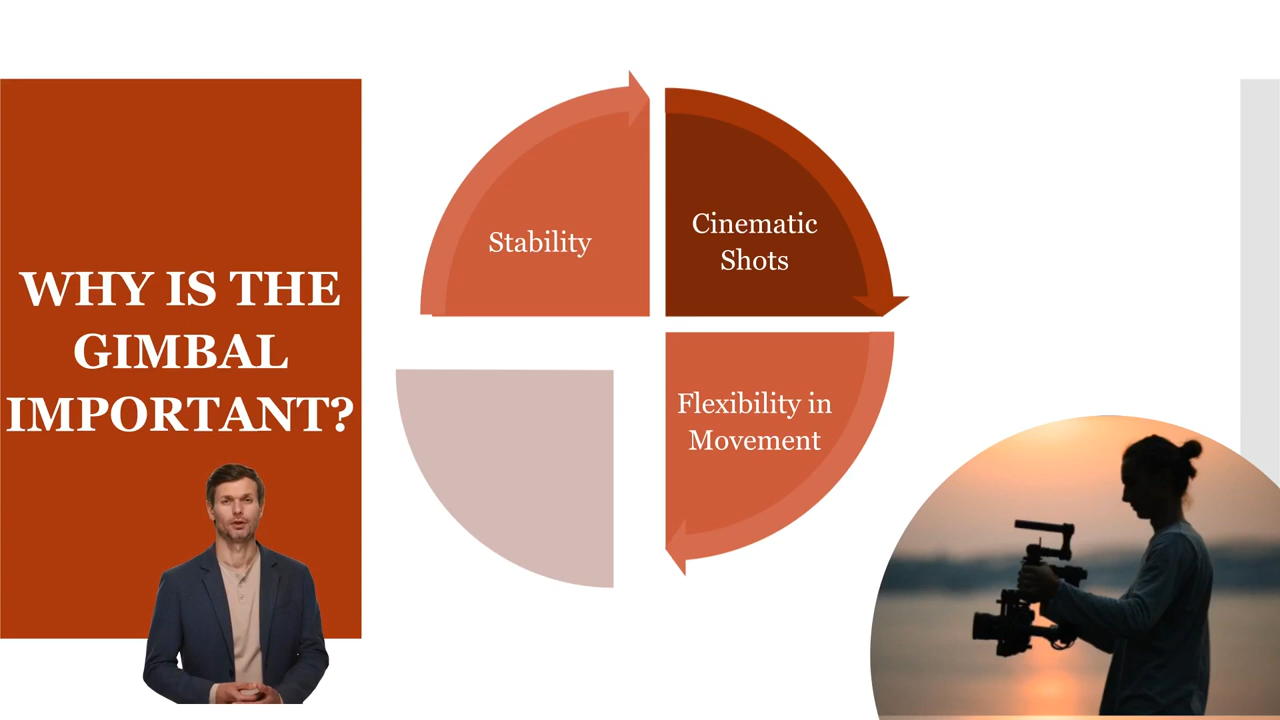 WHY IS THE
GIMBAL
IMPORTANT?
Stability
Cinematic
Shots
Flexibility in
Movement